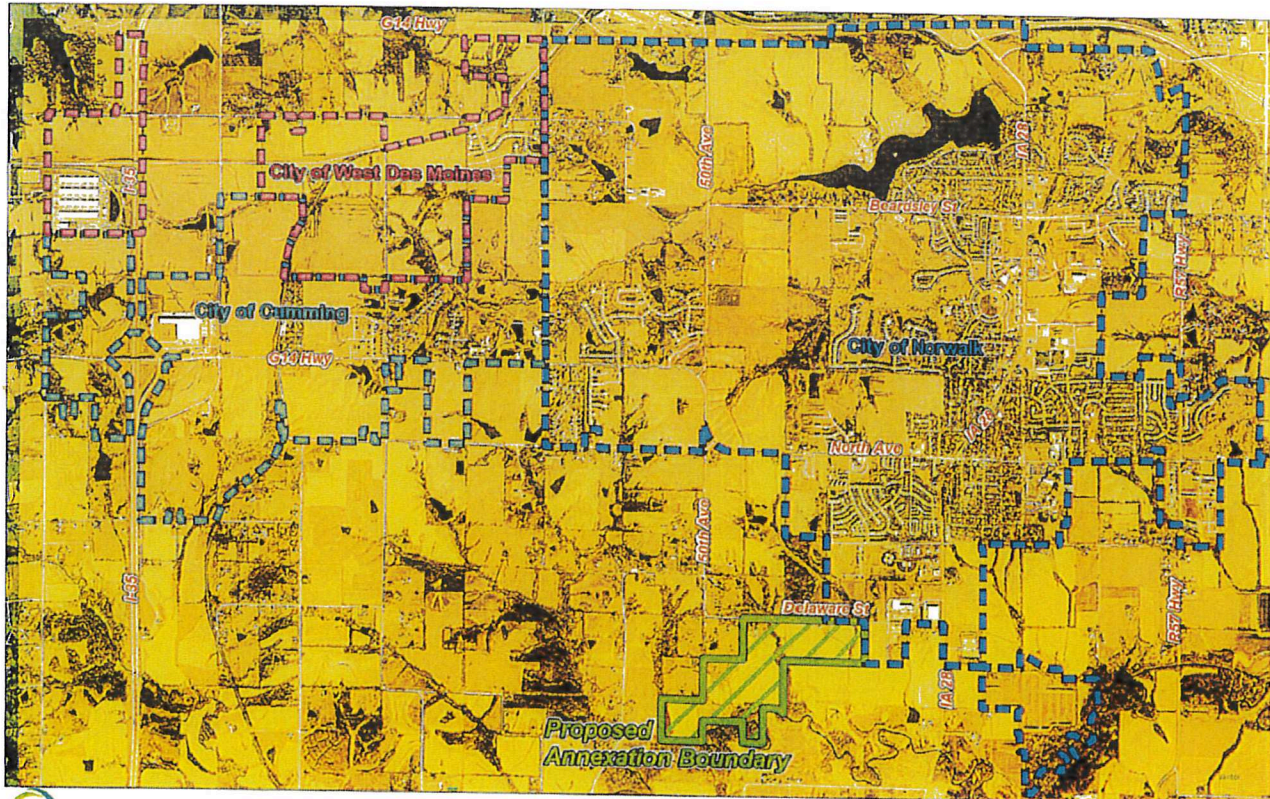 G14 Hwy
I-35
City of West Des Moines
50th Ave
IA 28
Beardsley St
R57 Hwy
City of Cumming
G14 Hwy
City of Norwalk
IA 28
North Ave
50th Ave
I-35
Delaware St
R57 Hwy
IA 28
Proposed
Annexation Boundary